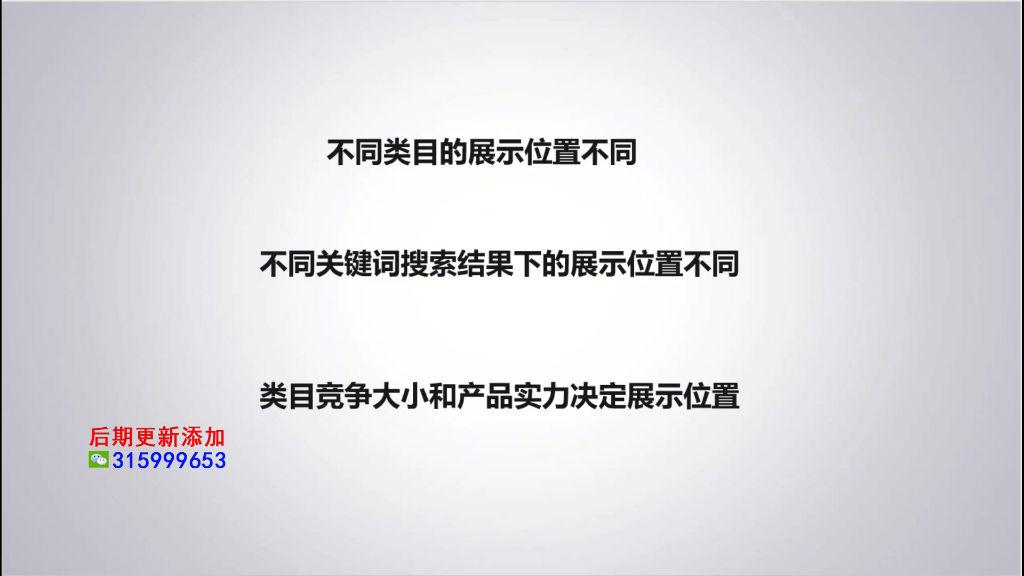 不同类目的展示位置不同
不同关键词搜索结果下的展示位置不同
类目竞争大小和产品实力决定展示位置
后期更新添加
315999653